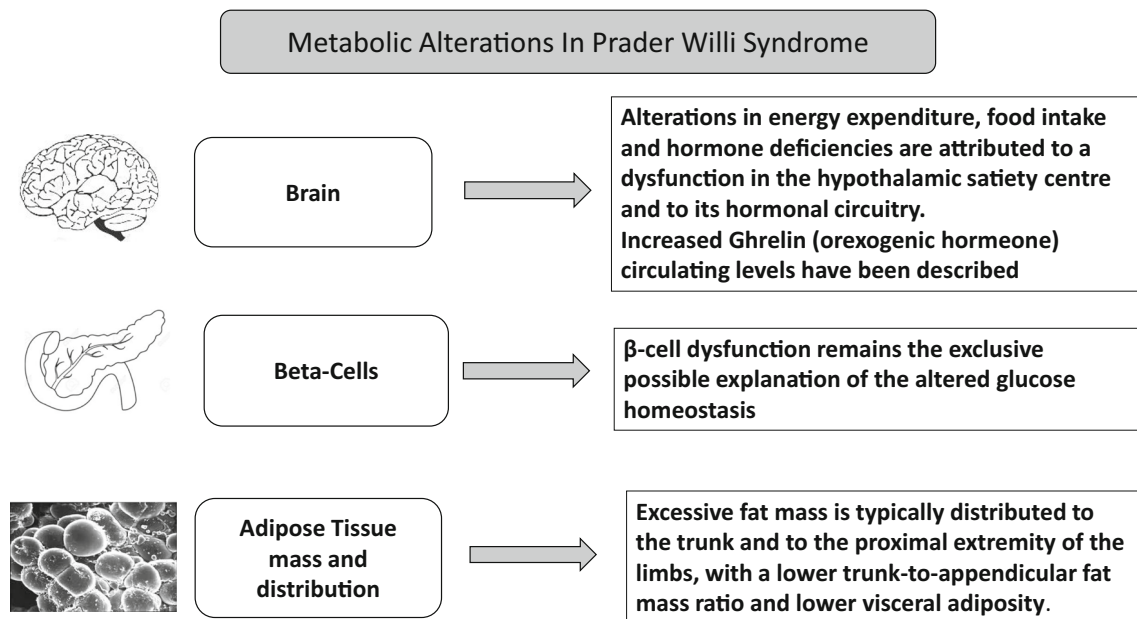 Metabolic Alterations In Prader Willi Syndrome
Brain
Alterations in energy expenditure, food intake
and hormone deficiencies are attributed to a
dysfunction in the hypothalamic satiety centre
and to its hormonal circuitry.
Increased Ghrelin (orexogenic hormeone)
circulating levels have been described
Beta-Cells
β-cell dysfunction remains the exclusive
possible explanation of the altered glucose
homeostasis
Adipose Tissue
mass and
distribution
Excessive fat mass is typically distributed to
the trunk and to the proximal extremity of the
limbs, with a lower trunk-to-appendicular fat
mass ratio and lower visceral adiposity.